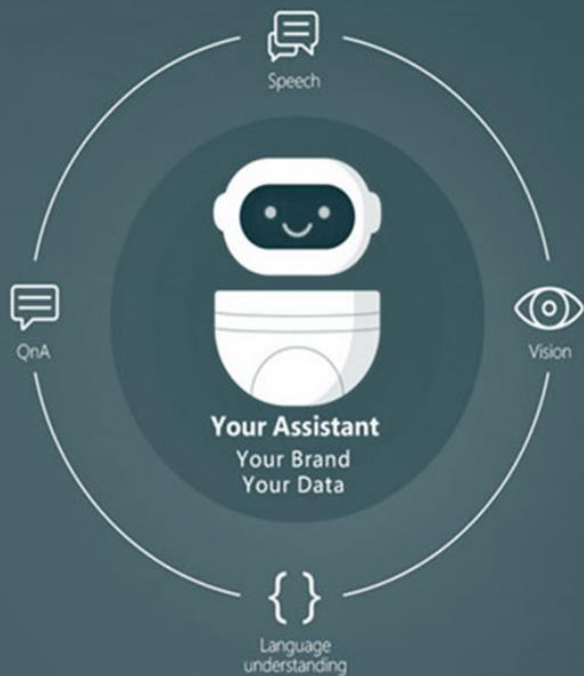 Speech
QnA
Vision
Your Assistant
Your Brand
Your Data
{ }
Language
understanding